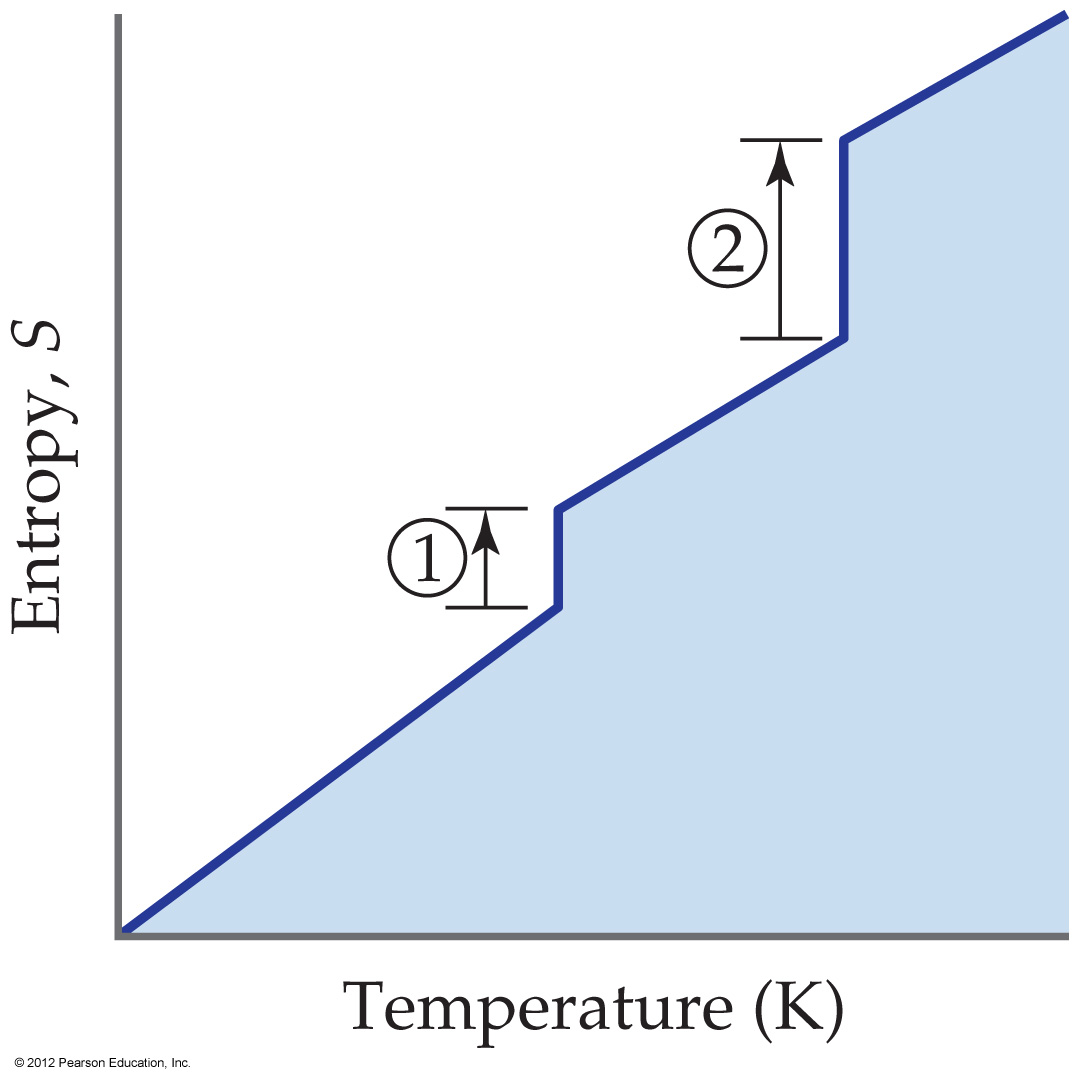 Entropy, S
2
1
Temperature (K)
© 2012 Pearson Education, Inc.